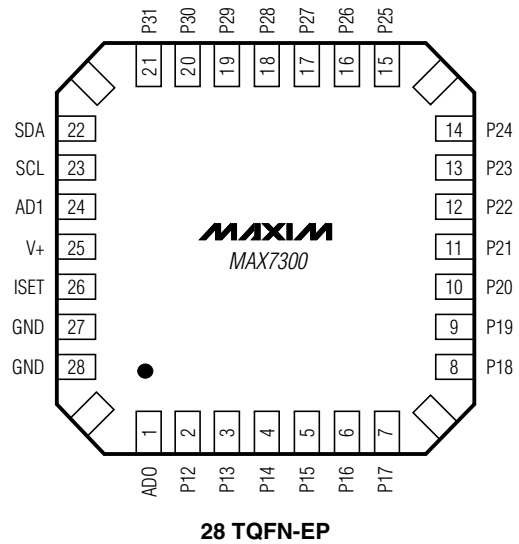 P31 P30 P29 P28 P27 P26 P25
21 20 19 18 17 16 15
SDA 22 14 P24
SCL 23 13 P23
AD1 24 12 P22
V+ 25 MAXIM 11 P21
MAX7300
ISET 26 10 P20
GND 27 9 P19
GND 28 8 P18
1 2 3 4 5 6 7
AD0 P12 P13 P14 P15 P16 P17
28 TQFN-EP